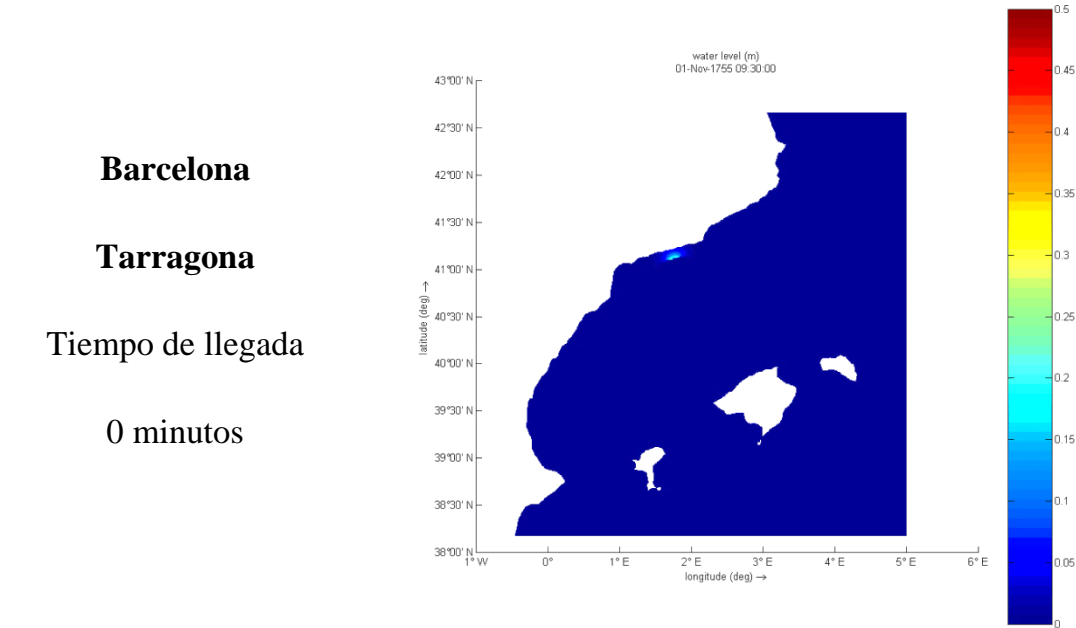 Barcelona
Tarragona
Tiempo de llegada
0 minutos
water level (m)
01-Nov-1755 09:30:00
43°00' N
42°30' N
42°00' N
41°30' N
41°00' N
40°30' N
40°00' N
39°30' N
39°00' N
38°30' N
38°00' N
latitude (deg) →
1° W
0°
1° E
2° E
3° E
4° E
5° E
6° E
longitude (deg) →
0.5
0.45
0.4
0.35
0.3
0.25
0.2
0.15
0.1
0.05
0